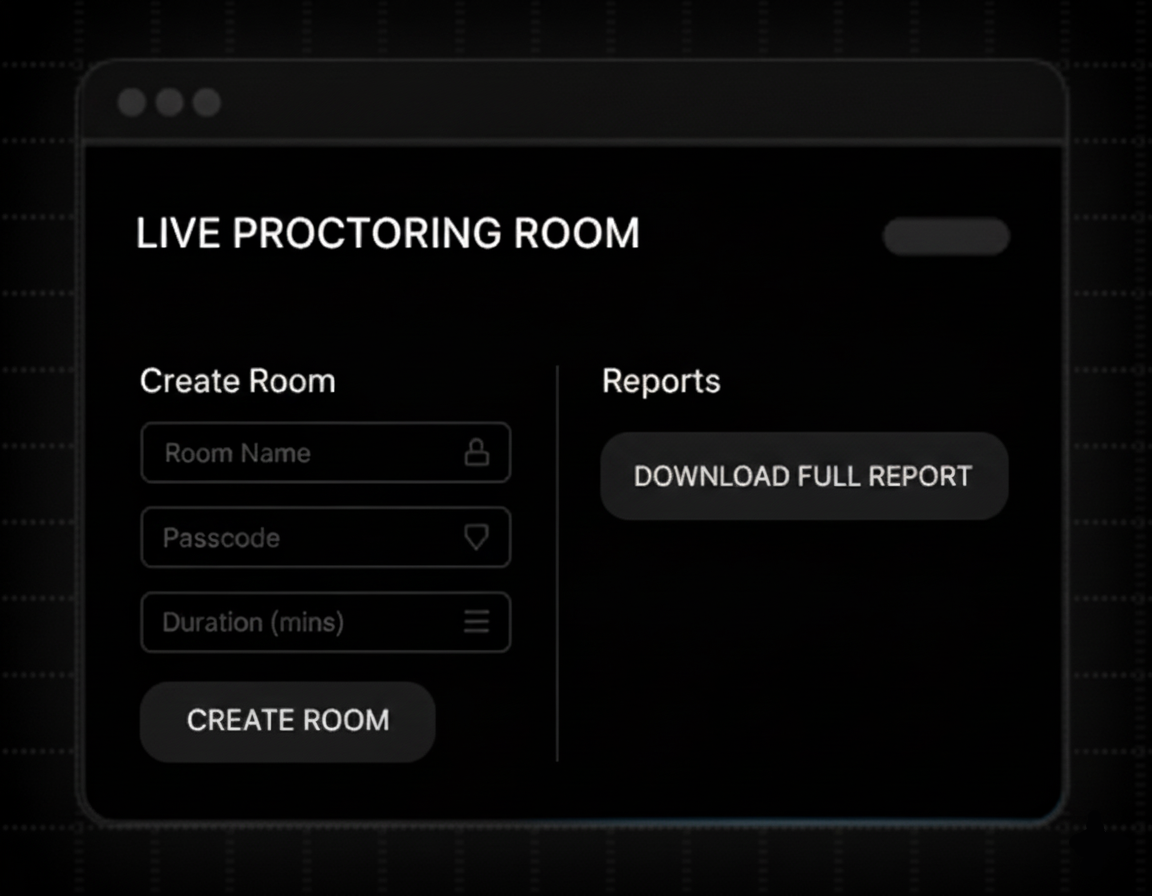 LIVE PROCTORING ROOM
Create Room
Room Name
Passcode
Duration (mins)
CREATE ROOM
Reports
DOWNLOAD FULL REPORT